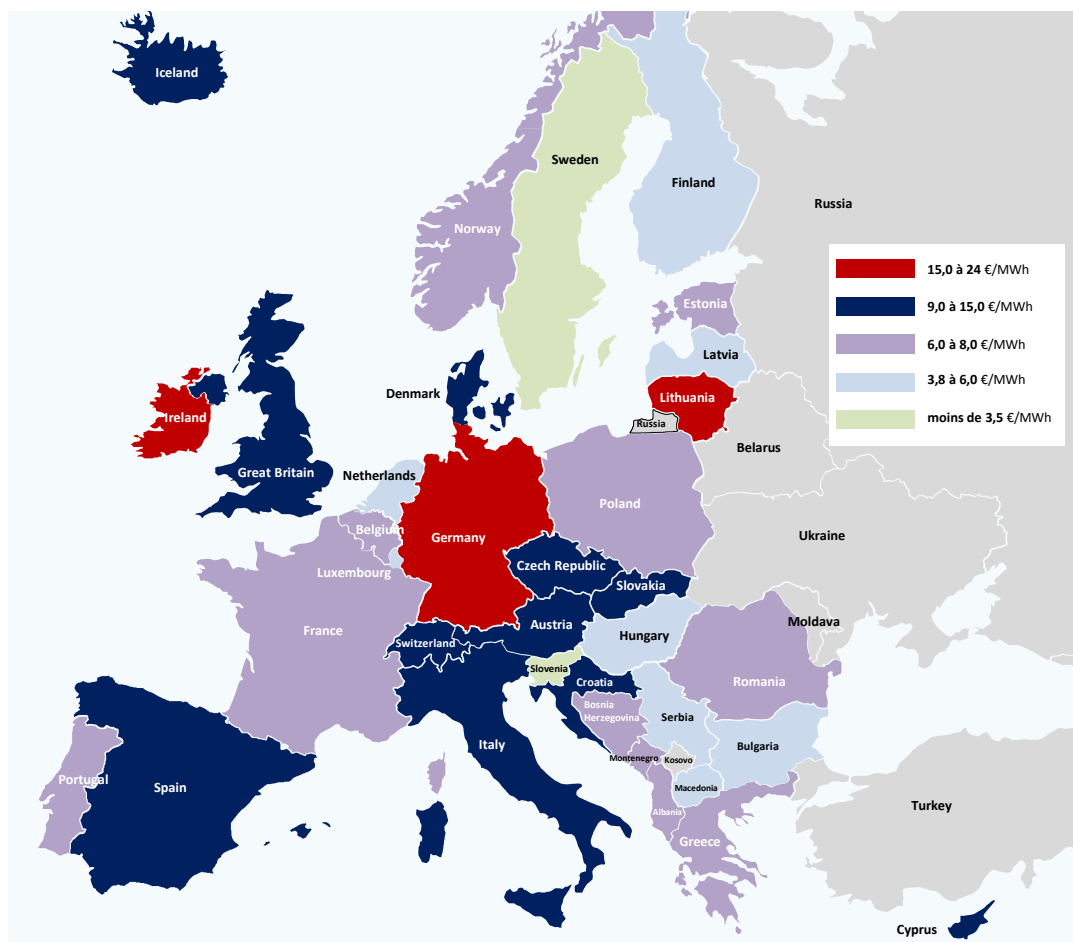 Iceland
Sweden
Finland
Russia
Norway
15,0 à 24 €/MWh
9,0 à 15,0 €/MWh
6,0 à 8,0 €/MWh
3,8 à 6,0 €/MWh
moins de 3,5 €/MWh
Estonia
Latvia
Denmark
Lithuania
Ireland
Russia
Belarus
Great Britain
Netherlands
Poland
Belgium
Germany
Ukraine
Czech Republic
Luxembourg
Slovakia
France
Austria
Moldava
Switzerland
Hungary
Slovenia
Croatia
Romania
Bosnia
Herzegovina
Serbia
Italy
Bulgaria
Montenegro
Kosovo
Portugal
Spain
Macedonia
Albania
Turkey
Greece
Cyprus